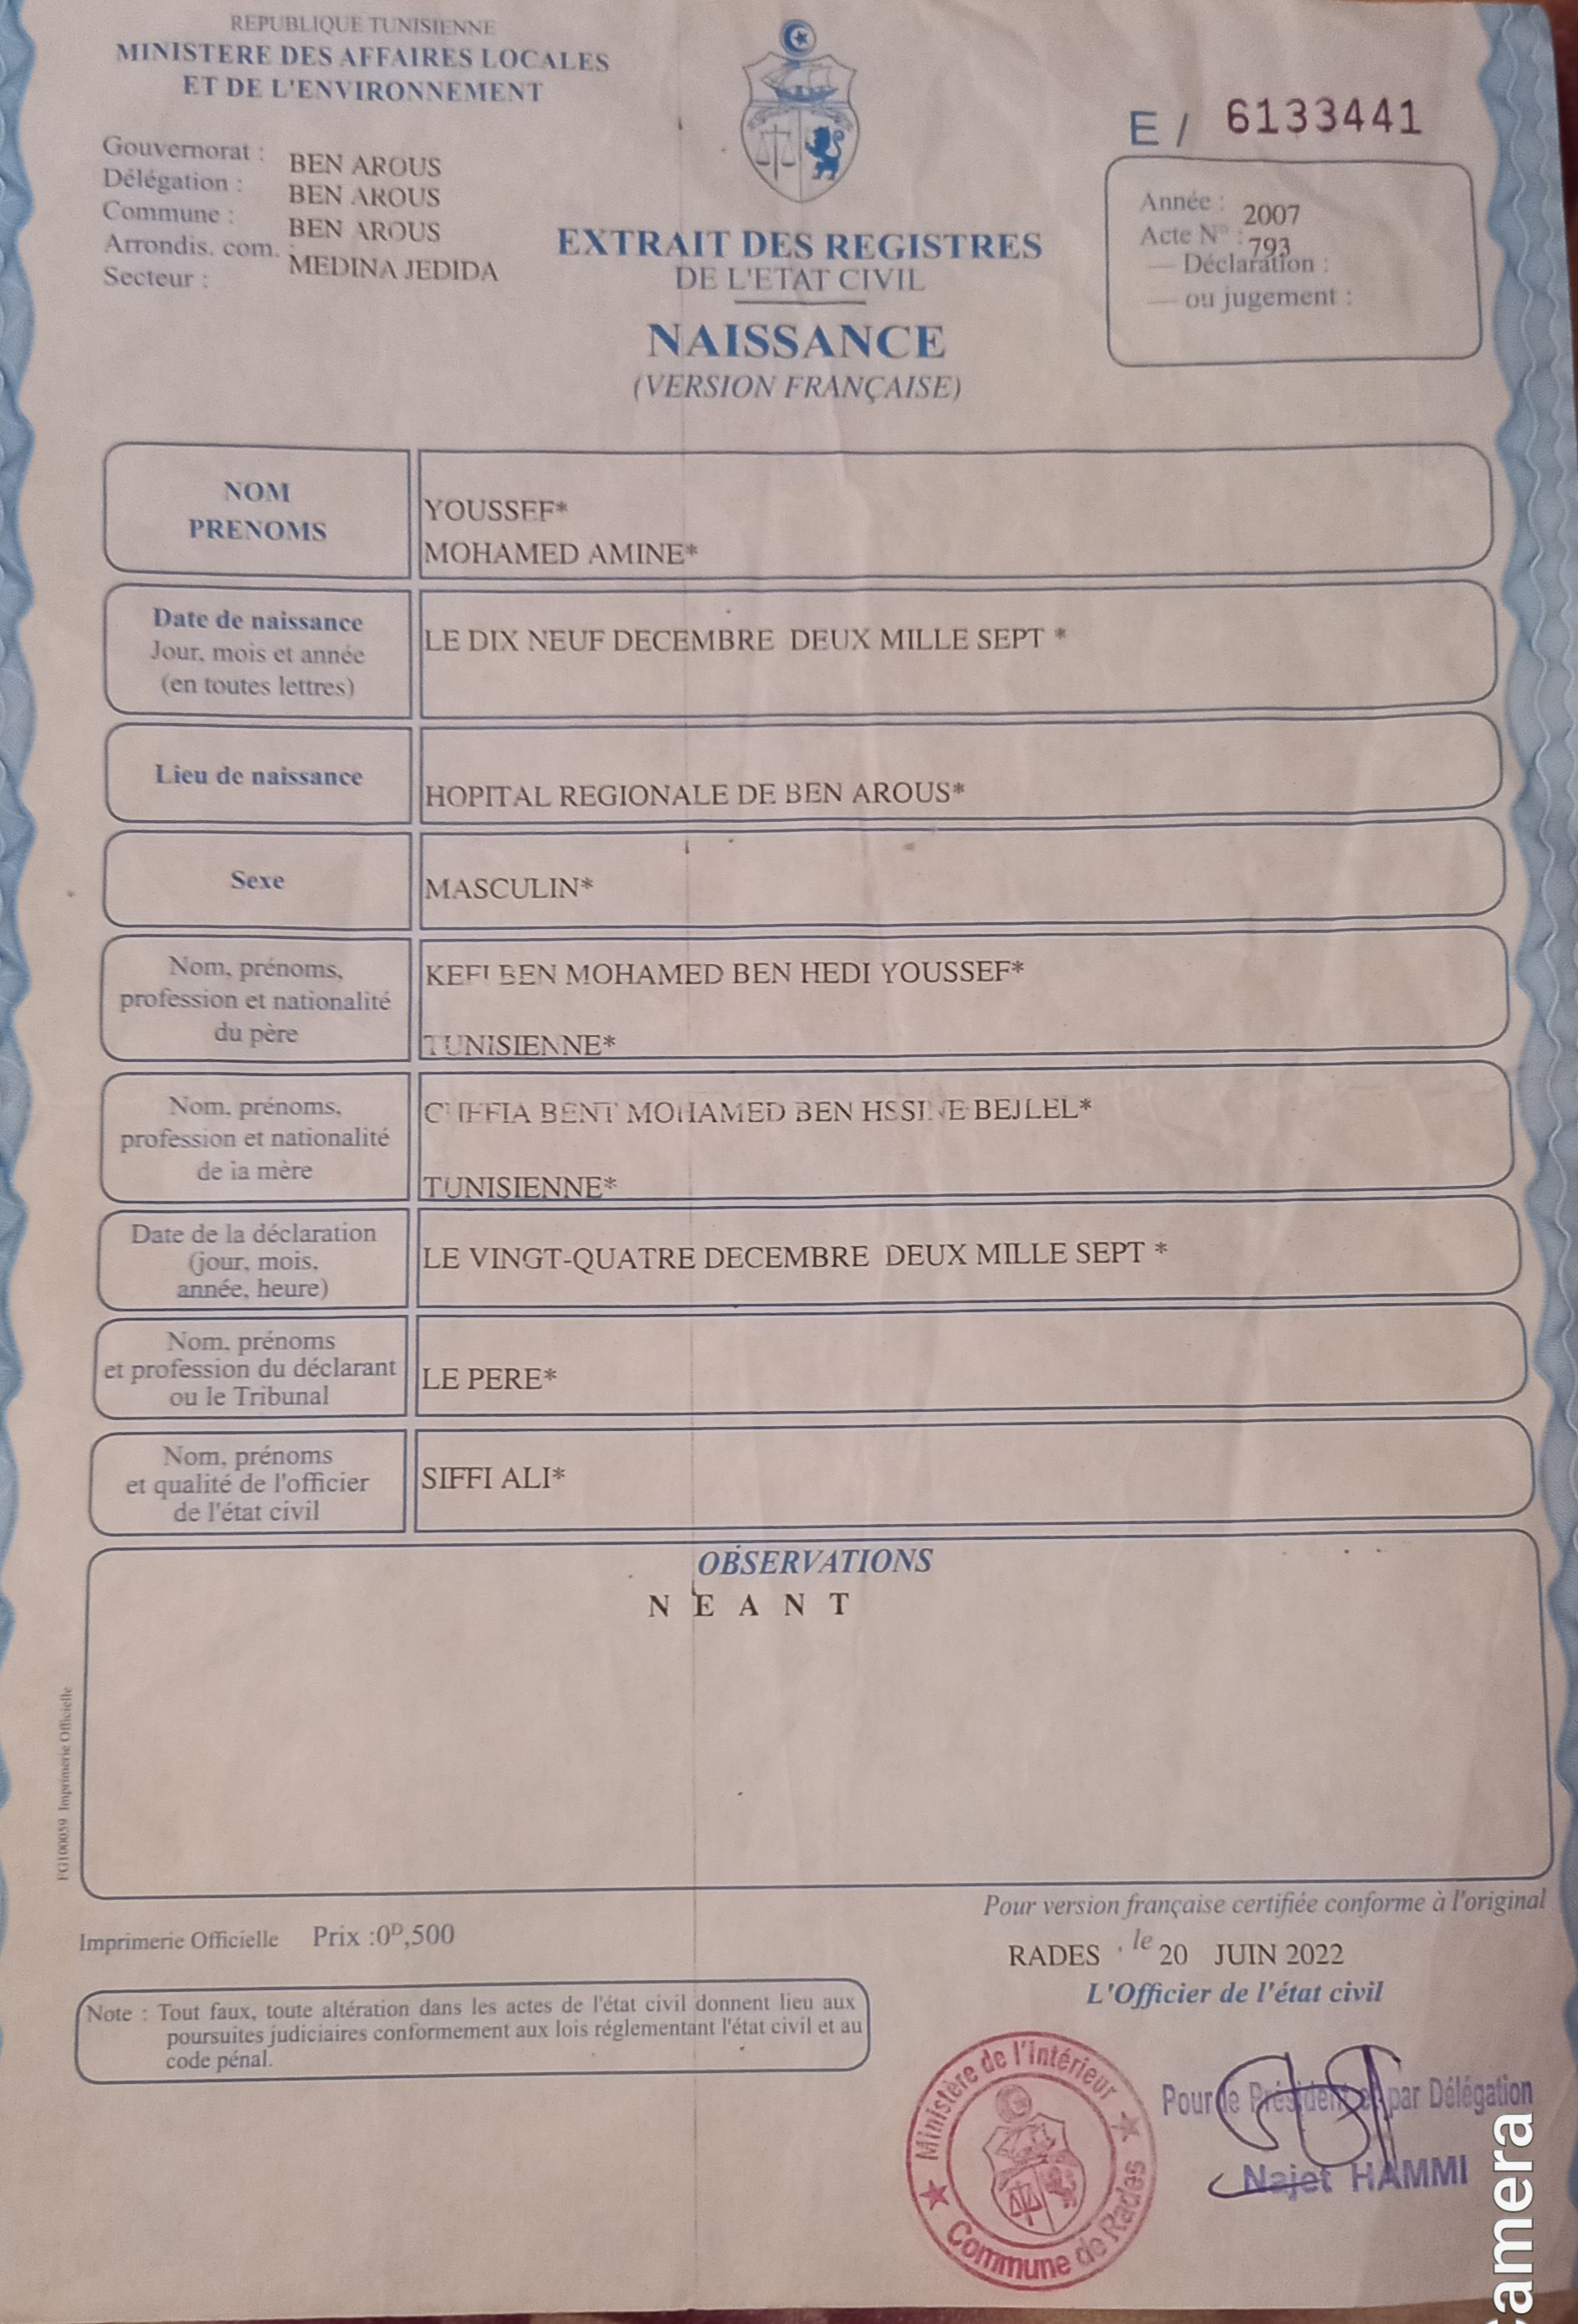 REPUBLIQUE TUNISIENNE
MINISTERE DES AFFAIRES LOCALES
ET DE L'ENVIRONNEMENT
Gouvernorat : BEN AROUS
Délégation : BEN AROUS
Commune : BEN AROUS
Arrondis. com. :
Secteur : MEDINA JEDIDA
EXTRAIT DES REGISTRES
DE L'ETAT CIVIL
NAISSANCE
(VERSION FRANÇAISE)
E / 6133441
Année : 2007
Acte N° : 793
— Déclaration :
— ou jugement :
NOM
PRENOMS
YOUSSEF*
MOHAMED AMINE*
Date de naissance
Jour, mois et année
(en toutes lettres)
LE DIX NEUF DECEMBRE DEUX MILLE SEPT *
Lieu de naissance
HOPITAL REGIONALE DE BEN AROUS*
Sexe
MASCULIN*
Nom, prénoms,
profession et nationalité
du père
KEFI BEN MOHAMED BEN HEDI YOUSSEF*
TUNISIENNE*
Nom, prénoms,
profession et nationalité
de la mère
BENT MOHAMED BEN HSSINE BEJLEL*
TUNISIENNE*
Date de la déclaration
(jour, mois,
année, heure)
LE VINGT-QUATRE DECEMBRE DEUX MILLE SEPT *
Nom, prénoms
et profession du déclarant
ou le Tribunal
LE PERE*
Nom, prénoms
et qualité de l'officier
de l'état civil
SIFFI ALI*
OBSERVATIONS
N E A N T
FG100059 Imprimerie Officielle
Pour version française certifiée conforme à l'original
Imprimerie Officielle Prix :0D,500
RADES , le 20 JUIN 2022
L'Officier de l'état civil
Note : Tout faux, toute altération dans les actes de l'état civil donnent lieu aux
poursuites judiciaires conformement aux lois réglementant l'état civil et au
code pénal.
Ministère de l'Intérieur
Commune de Rades
Pour le Président et par Délégation
Najet HAMMI
amera